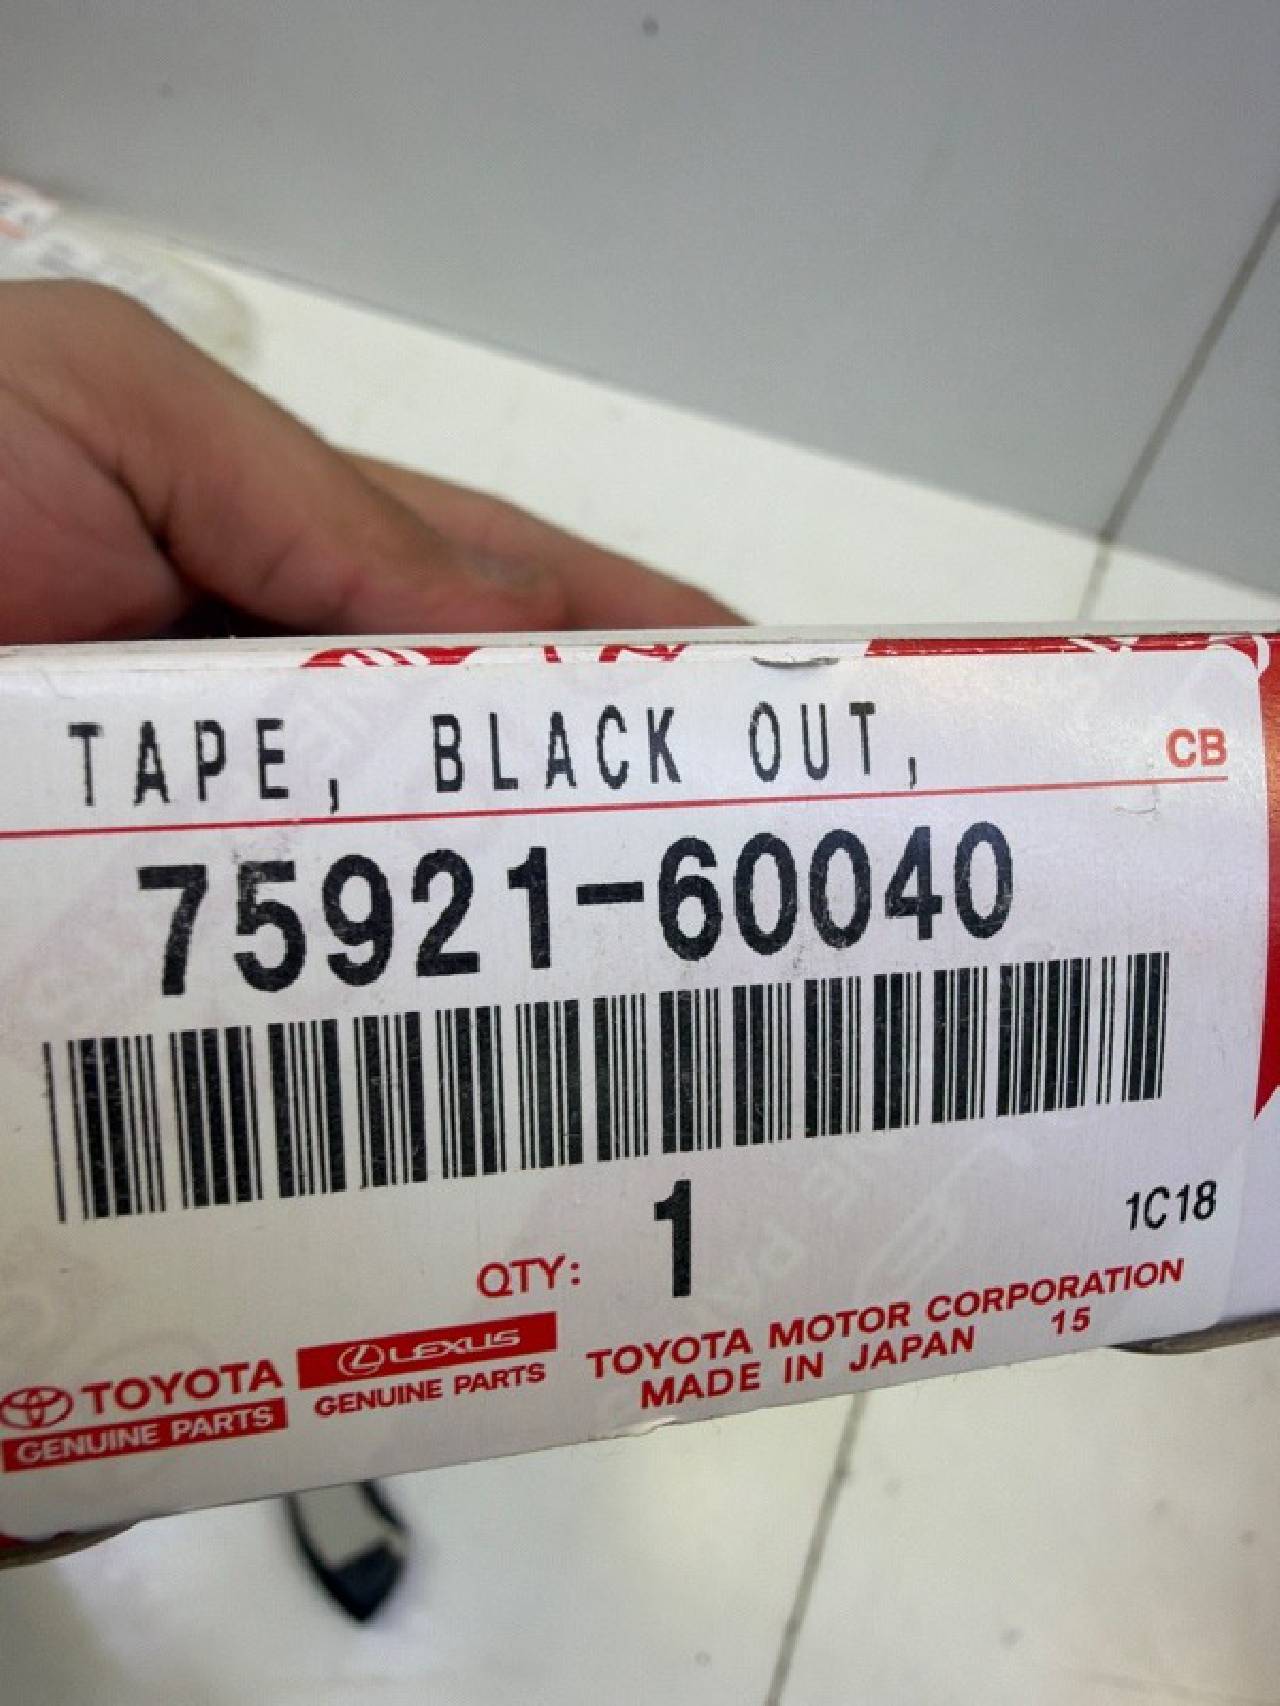 TAPE, BLACK OUT,
CB
75921-60040
1
1C18
QTY:
TOYOTA
GENUINE PARTS
LEXUS
GENUINE PARTS
TOYOTA MOTOR CORPORATION
MADE IN JAPAN 15